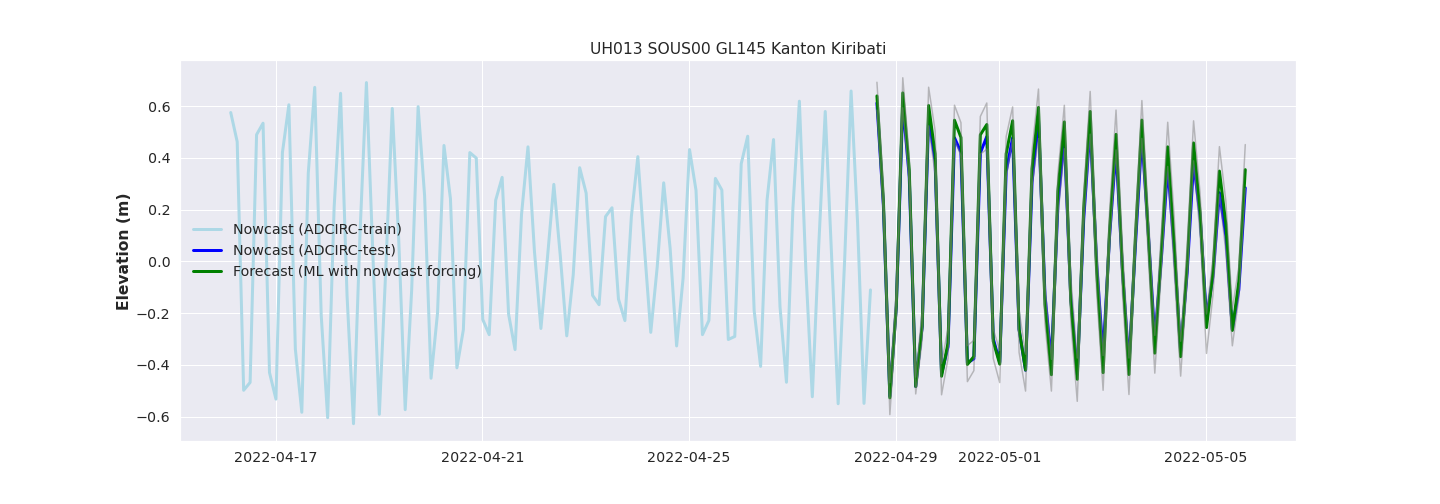 UH013 SOUS00 GL145 Kanton Kiribati
Elevation (m)
0.6
0.4
0.2
0.0
−0.2
−0.4
−0.6
Nowcast (ADCIRC-train)
Nowcast (ADCIRC-test)
Forecast (ML with nowcast forcing)
2022-04-17
2022-04-21
2022-04-25
2022-04-29
2022-05-01
2022-05-05